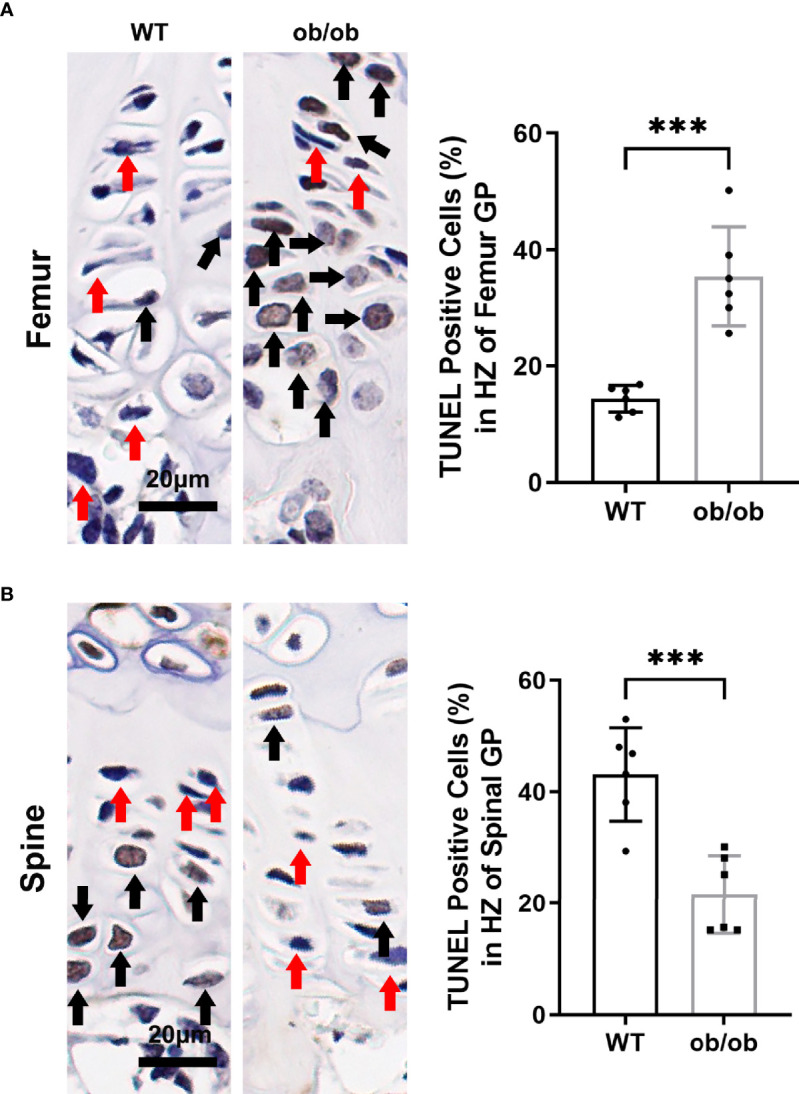 A
WT
ob/ob
Femur
20μm
TUNEL Positive Cells (%)
in HZ of Femur GP
60
40
20
0
***
WT
ob/ob
B
Spine
20μm
TUNEL Positive Cells (%)
in HZ of Spinal GP
60
40
20
0
***
WT
ob/ob